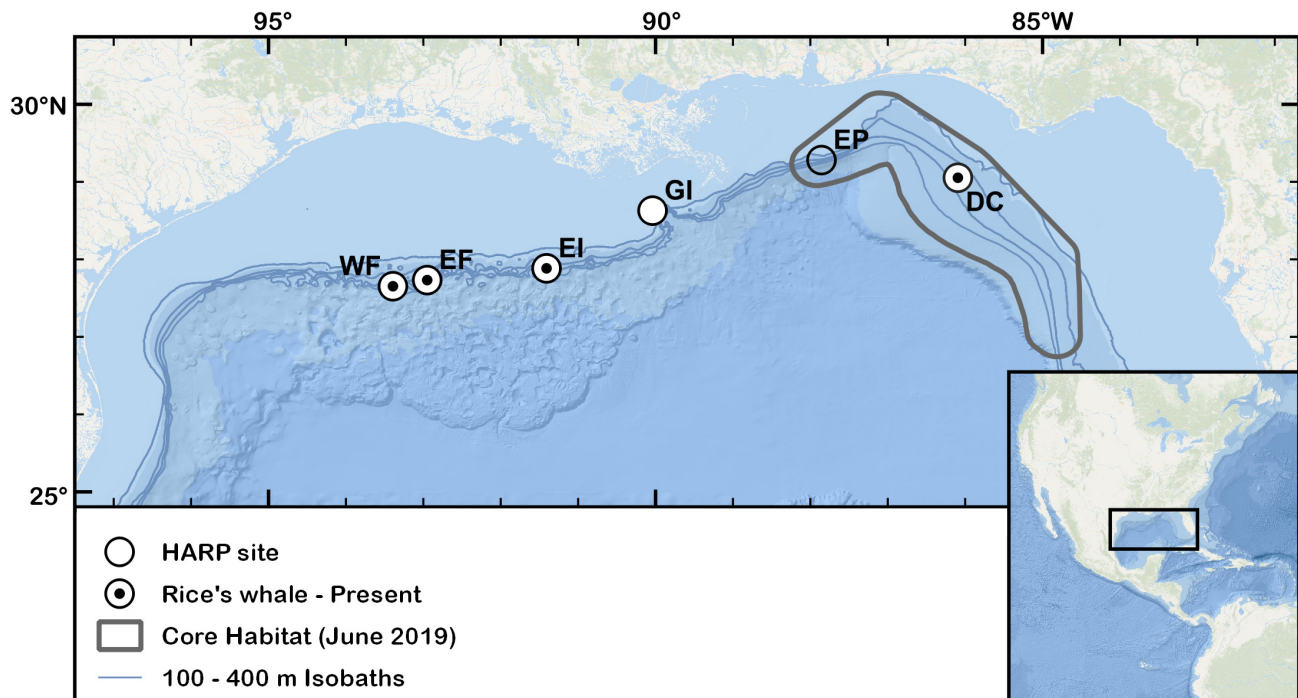 95° 90° 85°W
30°N
EP
DC
GI
EI
EF
WF
25°
HARP site
Rice's whale - Present
Core Habitat (June 2019)
100 - 400 m Isobaths